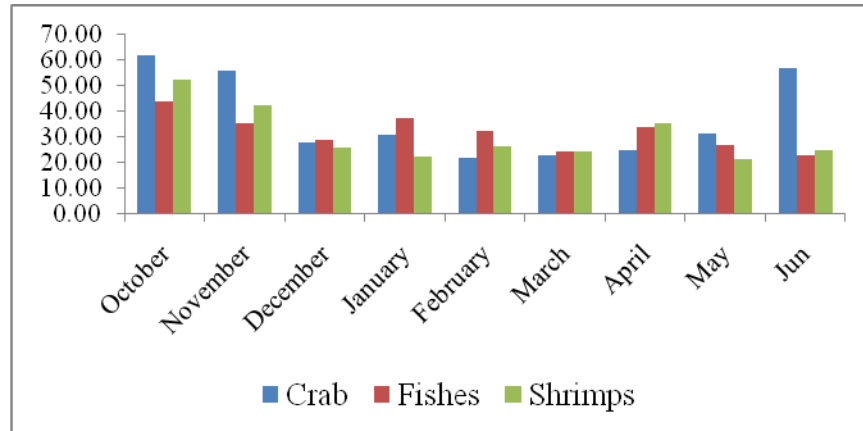 70.00
60.00
50.00
40.00
30.00
20.00
10.00
0.00
October
November
December
January
February
March
April
May
Jun
Crab
Fishes
Shrimps